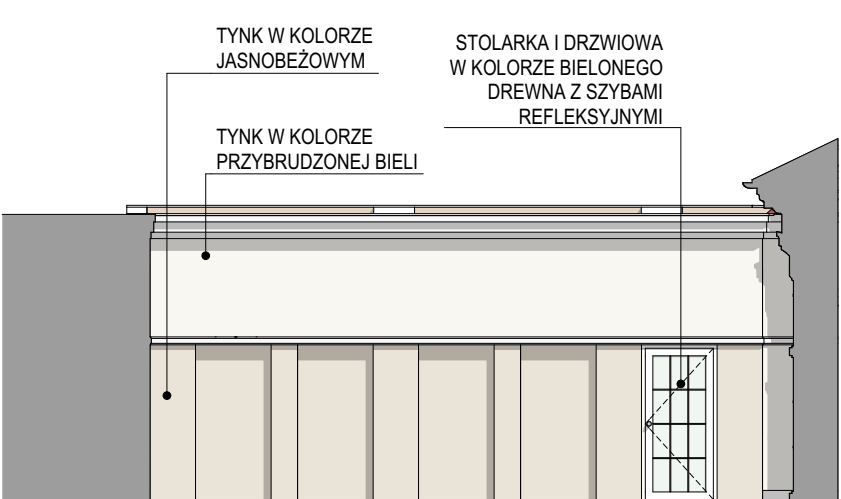 TYNK W KOLORZE
JASNOBEŻOWYM
STOLARKA I DRZWIOWA
W KOLORZE BIELONEGO
DREWNA Z SZYBAMI
REFLEKSYJNYMI
TYNK W KOLORZE
PRZYBRUDZONEJ BIELI